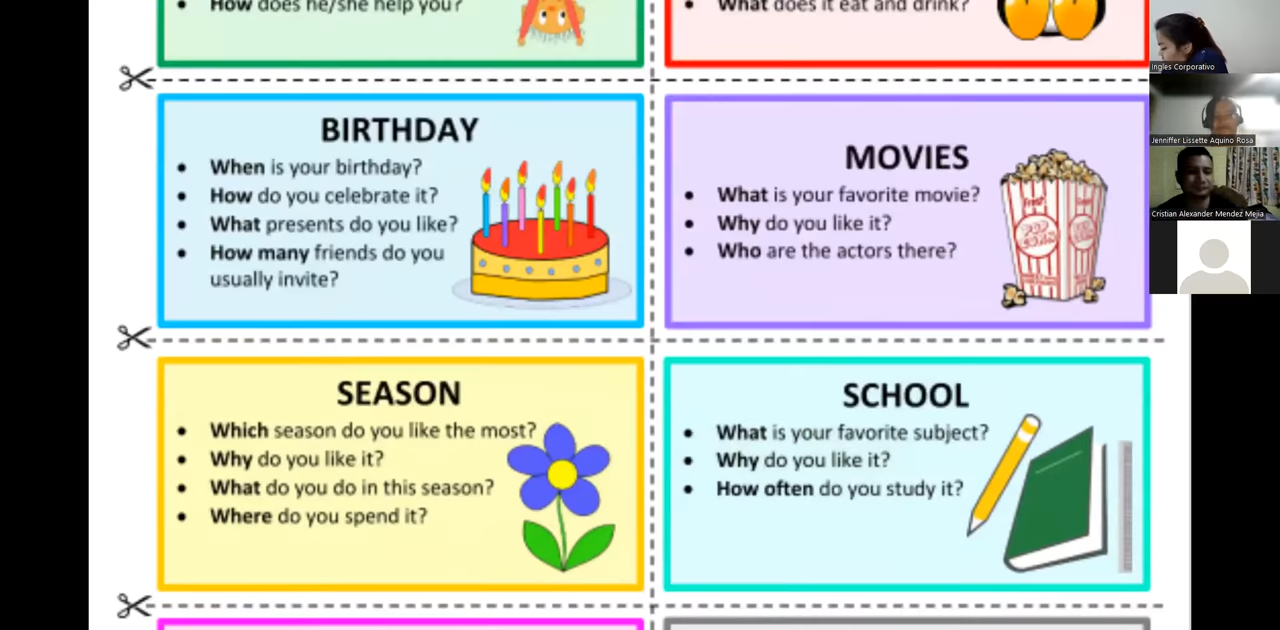 How does he/she help you?
What does it eat and drink?
BIRTHDAY
When is your birthday?
How do you celebrate it?
What presents do you like?
How many friends do you
usually invite?
MOVIES
What is your favorite movie?
Why do you like it?
Who are the actors there?
SEASON
Which season do you like the most?
Why do you like it?
What do you do in this season?
Where do you spend it?
SCHOOL
What is your favorite subject?
Why do you like it?
How often do you study it?
Ingles Corporativo
Jenniffer Lissette Aquino Rosa
Cristian Alexander Mendez Mejia